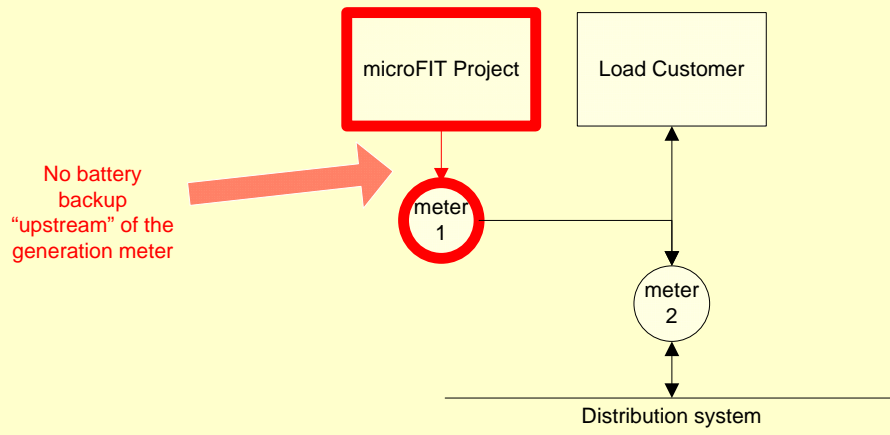 microFIT Project
Load Customer
No battery
backup
“upstream” of the
generation meter
meter
1
meter
2
Distribution system